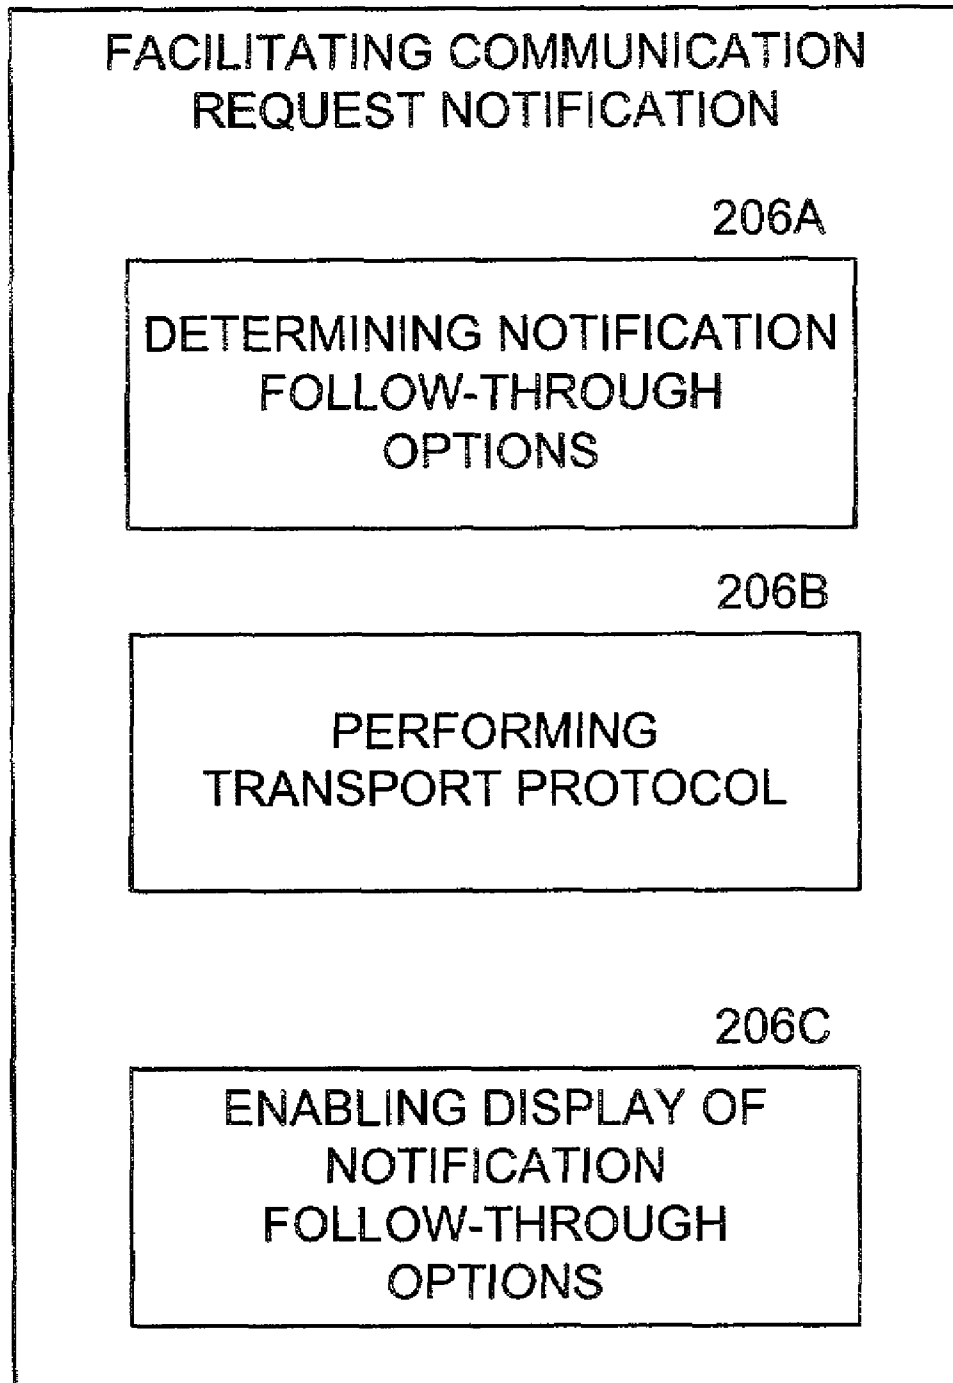 FACILITATING COMMUNICATION
REQUEST NOTIFICATION
206A
DETERMINING NOTIFICATION
FOLLOW-THROUGH
OPTIONS
206B
PERFORMING
TRANSPORT PROTOCOL
206C
ENABLING DISPLAY OF
NOTIFICATION
FOLLOW-THROUGH
OPTIONS